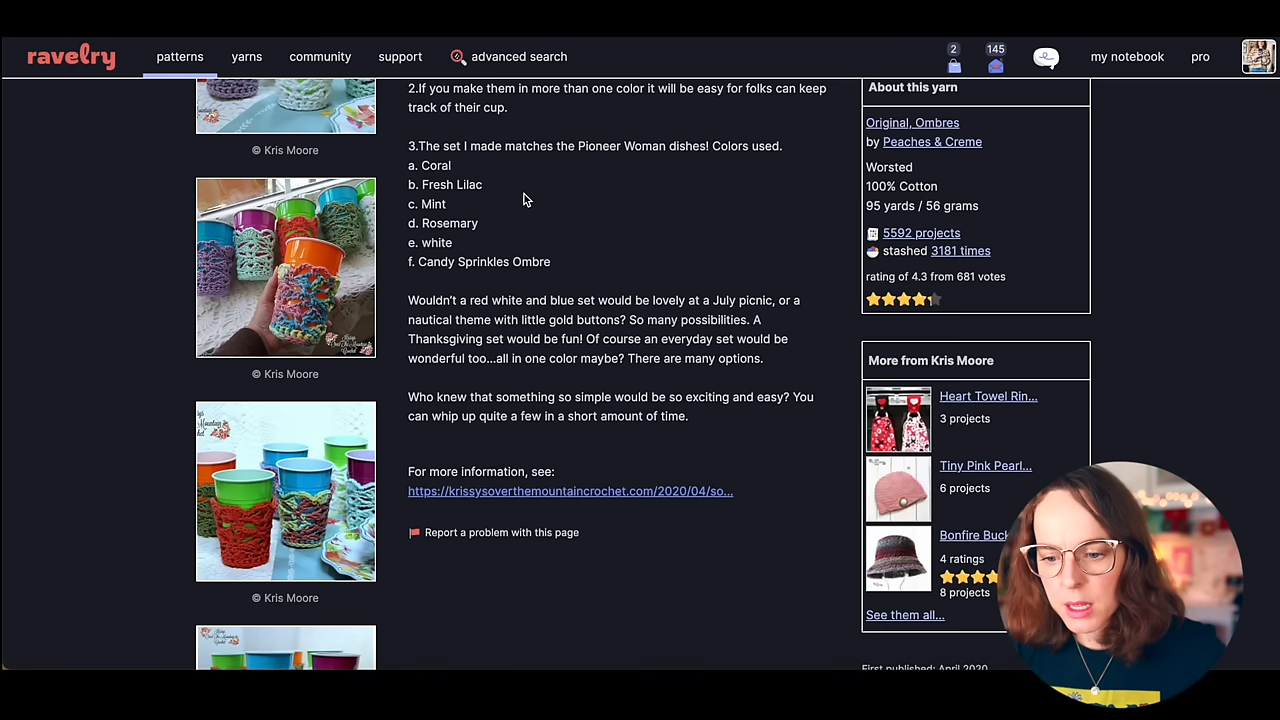 ravelry
patterns
yarns
community
support
advanced search
2
145
my notebook
pro
© Kris Moore
© Kris Moore
© Kris Moore
2.If you make them in more than one color it will be easy for folks can keep
track of their cup.
3.The set I made matches the Pioneer Woman dishes! Colors used.
a. Coral
b. Fresh Lilac
c. Mint
d. Rosemary
e. white
f. Candy Sprinkles Ombre
Wouldn’t a red white and blue set would be lovely at a July picnic, or a
nautical theme with little gold buttons? So many possibilities. A
Thanksgiving set would be fun! Of course an everyday set would be
wonderful too...all in one color maybe? There are many options.
Who knew that something so simple would be so exciting and easy? You
can whip up quite a few in a short amount of time.
For more information, see:
https://krissysoverthemountaincrochet.com/2020/04/so...
Report a problem with this page
About this yarn
Original, Ombres
by Peaches & Creme
Worsted
100% Cotton
95 yards / 56 grams
5592 projects
stashed 3181 times
rating of 4.3 from 681 votes
More from Kris Moore
Heart Towel Rin...
3 projects
Tiny Pink Pearl...
6 projects
Bonfire Buck
4 ratings
8 projects
See them all...
First published: April 2020